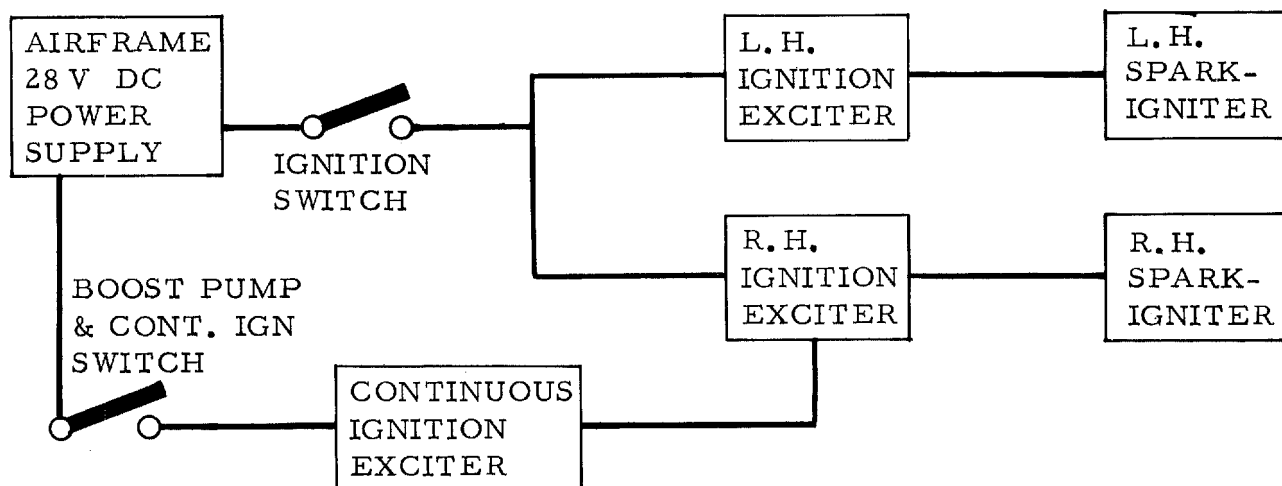 AIRFRAME
28 V DC
POWER
SUPPLY
IGNITION
SWITCH
L. H.
IGNITION
EXCITER
L. H.
SPARK-
IGNITER
R. H.
IGNITION
EXCITER
R. H.
SPARK-
IGNITER
BOOST PUMP
& CONT. IGN
SWITCH
CONTINUOUS
IGNITION
EXCITER